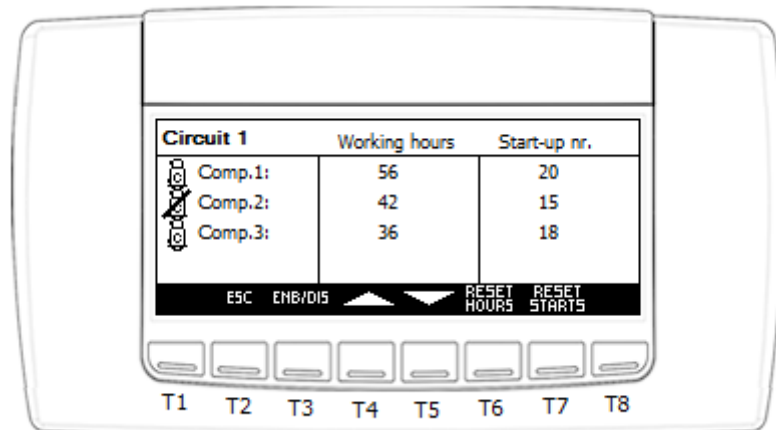 Circuit 1 Working hours Start-up nr.
Comp.1: 56 20
Comp.2: 42 15
Comp.3: 36 18
ESC ENB/DIS RESET HOURS RESET STARTS
T1 T2 T3 T4 T5 T6 T7 T8